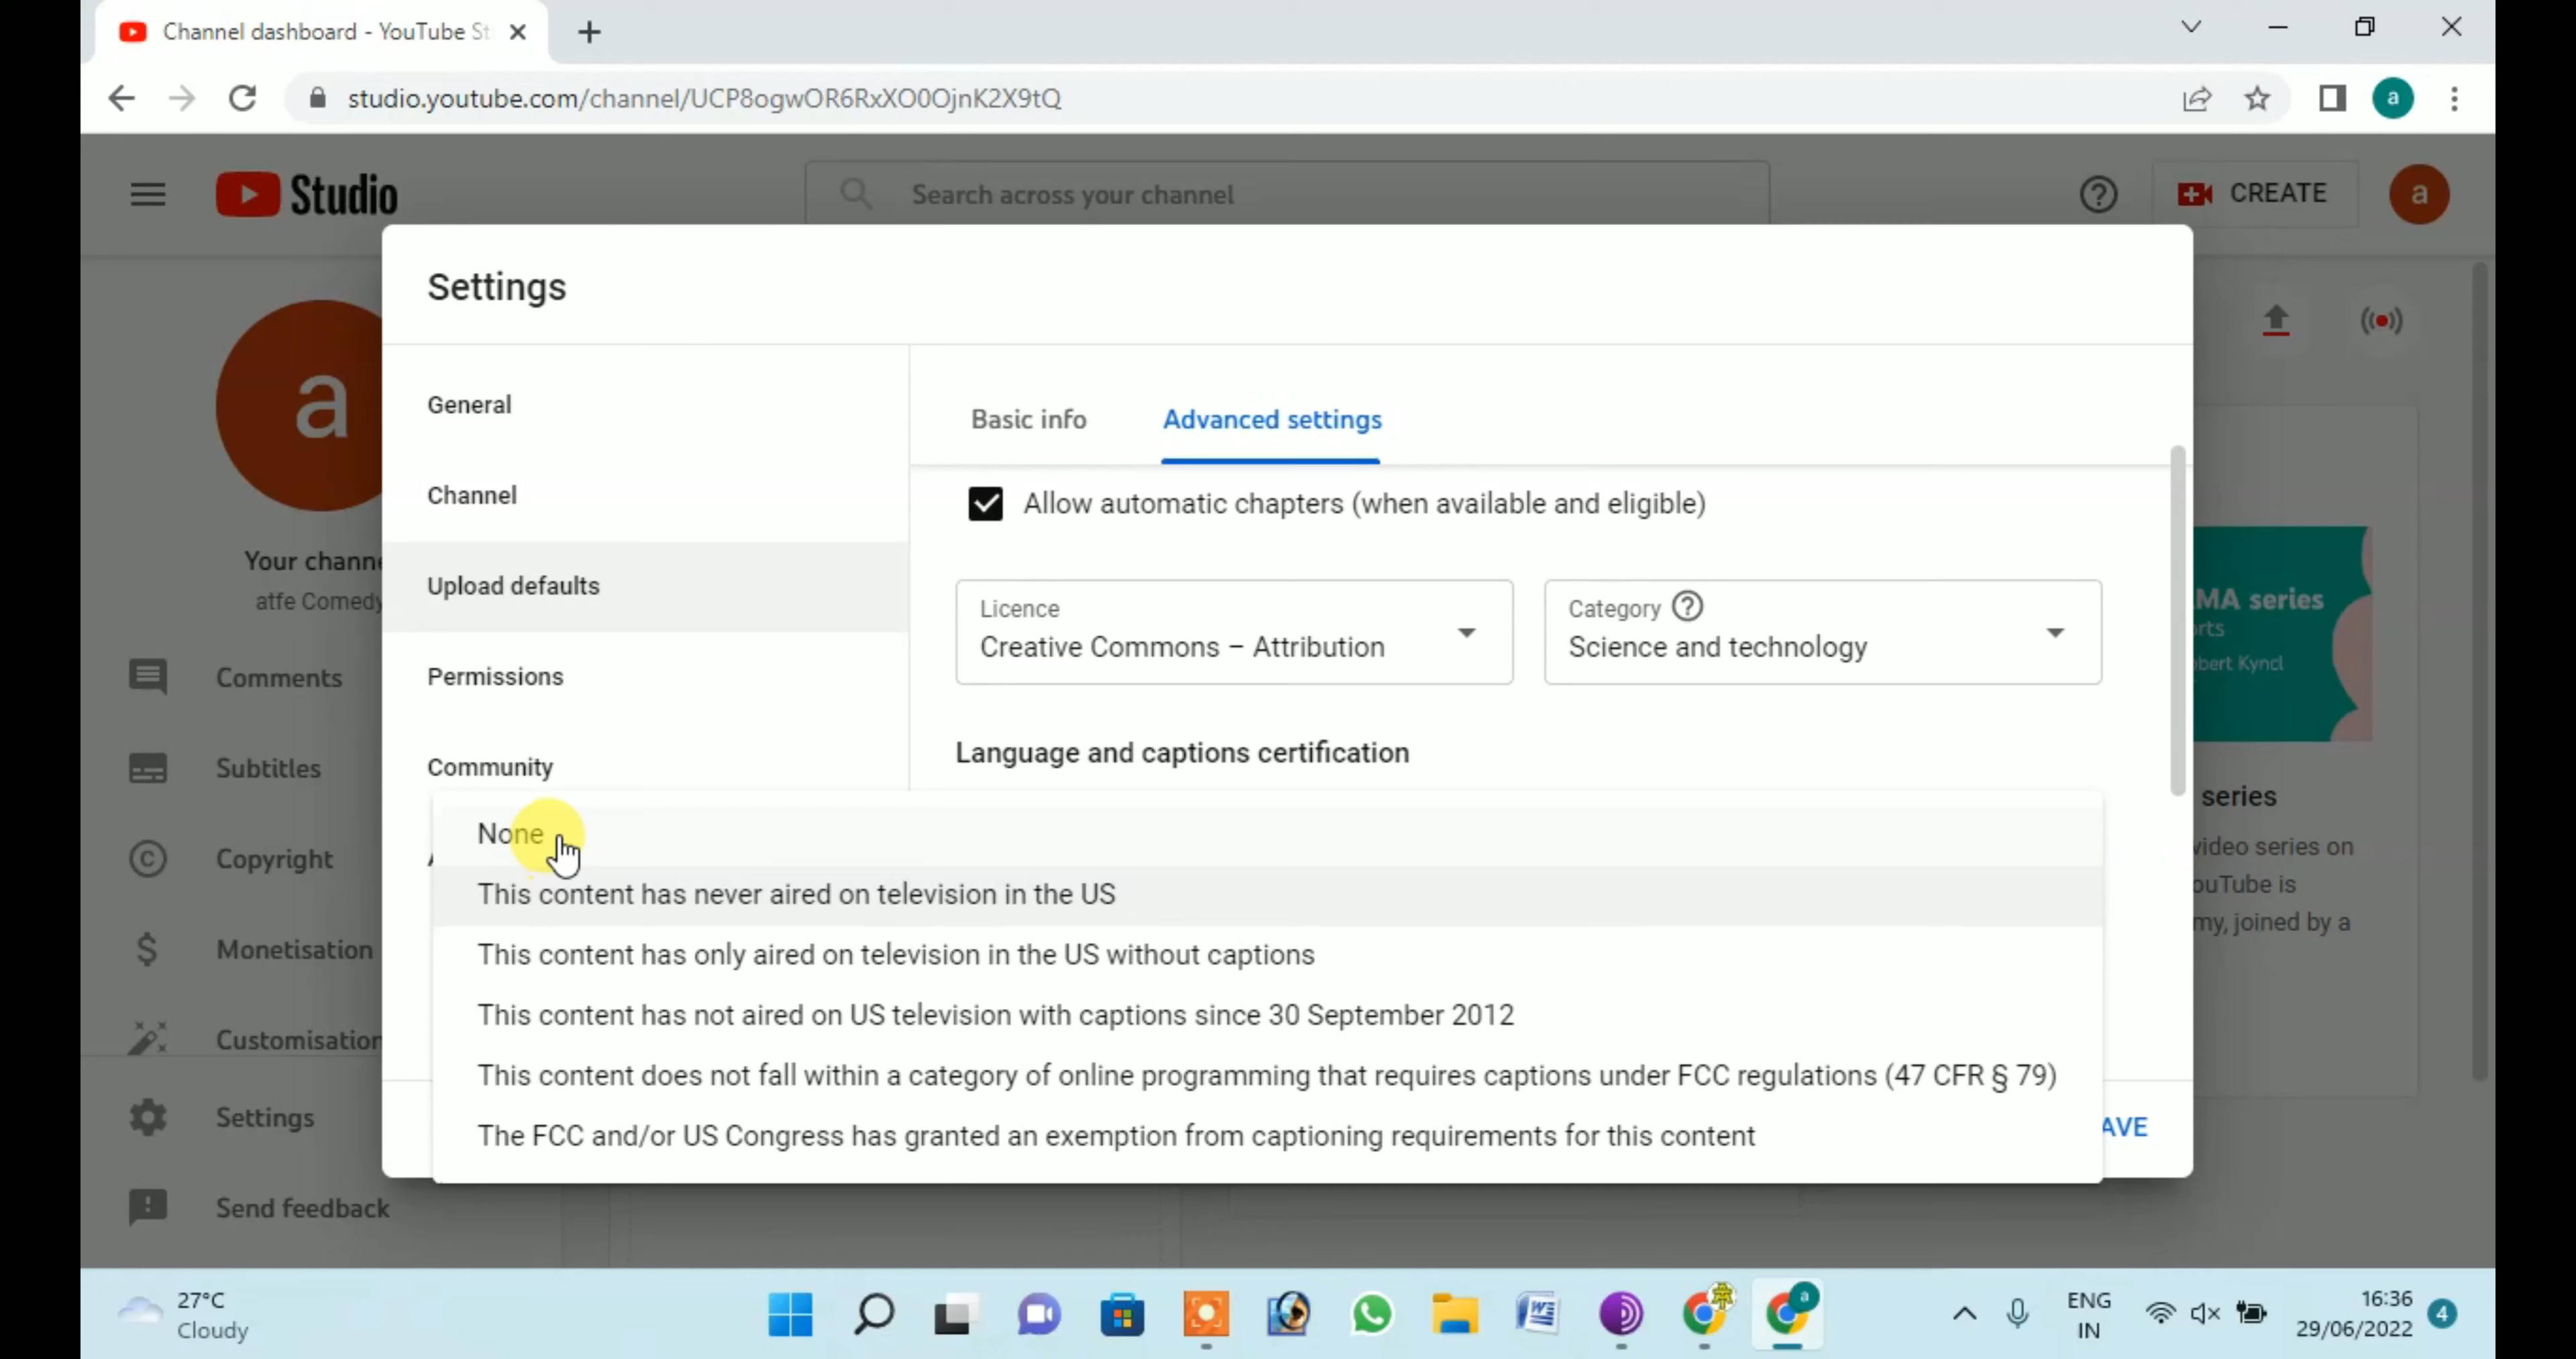 Channel dashboard - YouTube St
studio.youtube.com/channel/UCP8ogwOR6RxXO0OjnK2X9tQ
a
Studio
Search across your channel
CREATE
a
Settings
a
Your channe
atfe Comedy
Comments
Subtitles
Copyright
Monetisation
Customisation
Settings
Send feedback
General
Channel
Upload defaults
Permissions
Community
Basic info
Advanced settings
Allow automatic chapters (when available and eligible)
Licence
Creative Commons – Attribution
Category
Science and technology
Language and captions certification
None
This content has never aired on television in the US
This content has only aired on television in the US without captions
This content has not aired on US television with captions since 30 September 2012
This content does not fall within a category of online programming that requires captions under FCC regulations (47 CFR § 79)
The FCC and/or US Congress has granted an exemption from captioning requirements for this content
AVE
MA series
rts
bert Kyncl
series
video series on
ouTube is
my, joined by a
27°C
Cloudy
a
ENG
IN
16:36
29/06/2022
4